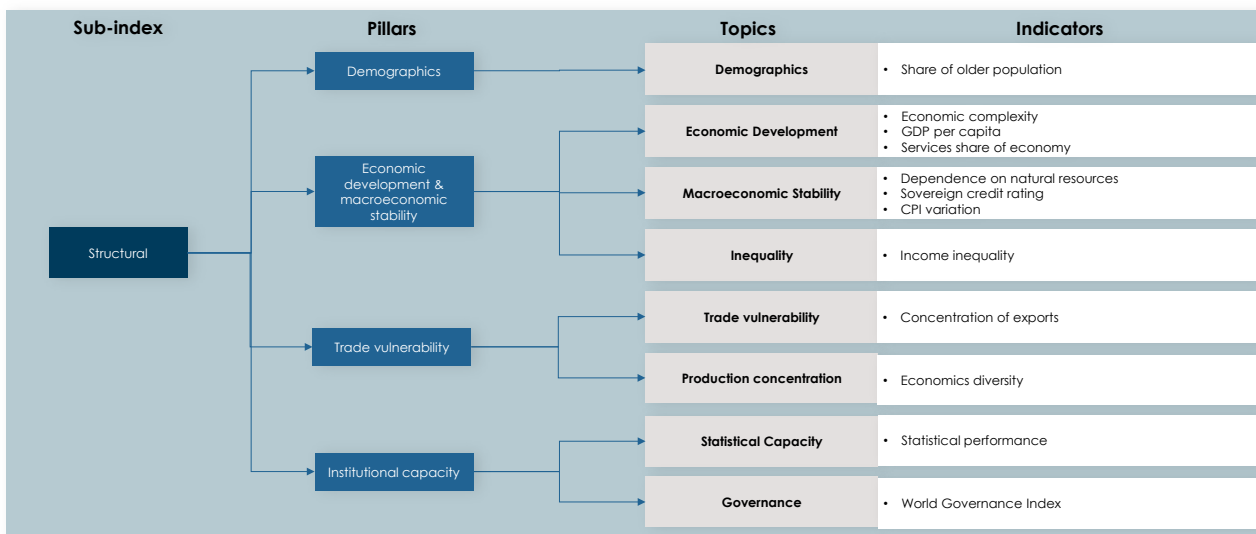 Sub-index
Pillars
Topics
Indicators
Structural
Demographics
Economic
development &
macroeconomic
stability
Trade vulnerability
Institutional capacity
Demographics
• Share of older population
Economic Development
• Economic complexity
• GDP per capita
• Services share of economy
Macroeconomic Stability
• Dependence on natural resources
• Sovereign credit rating
• CPI variation
Inequality
• Income inequality
Trade vulnerability
• Concentration of exports
Production concentration
• Economics diversity
Statistical Capacity
• Statistical performance
Governance
• World Governance Index